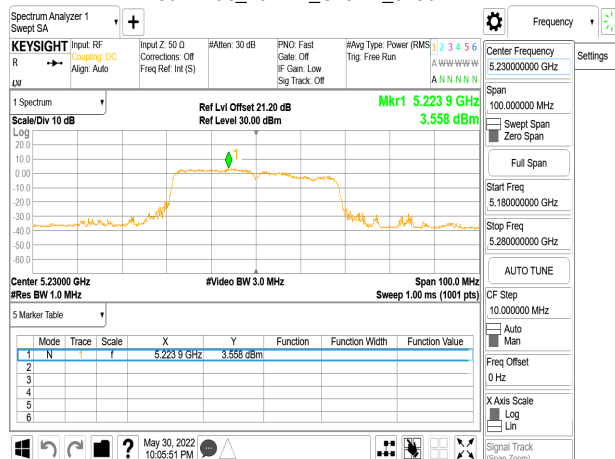 Spectrum Analyzer 1
Swept SA
Frequency
Settings
KEYSIGHT
R
Input: RF
Coupling: DC
Align: Auto
Input Z: 50 Ω
Corrections: Off
Freq Ref: Int (S)
#Atten: 30 dB
PNO: Fast
Gate: Off
IF Gain: Low
Sig Track: Off
#Avg Type: Power (RMS
Trig: Free Run
1 2 3 4 5 6
A W W W W W
A N N N N N
1 Spectrum
Scale/Div 10 dB
Log
Ref Lvl Offset 21.20 dB
Ref Level 30.00 dBm
Mkr1 5.223 9 GHz
3.558 dBm
20.0
10.0
0.00
-10.0
-20.0
-30.0
-40.0
-50.0
-60.0
1
Center 5.23000 GHz
#Res BW 1.0 MHz
#Video BW 3.0 MHz
Span 100.0 MHz
Sweep 1.00 ms (1001 pts)
5 Marker Table
Mode Trace Scale X Y Function Function Width Function Value
1 N 1 f 5.223 9 GHz 3.558 dBm
2
3
4
5
6
May 30, 2022
10:05:51 PM
Center Frequency
5.230000000 GHz
Span
100.000000 MHz
Swept Span
Zero Span
Full Span
Start Freq
5.180000000 GHz
Stop Freq
5.280000000 GHz
AUTO TUNE
CF Step
10.000000 MHz
Auto
Man
Freq Offset
0 Hz
X Axis Scale
Log
Lin
Signal Track
(Span Zoom)